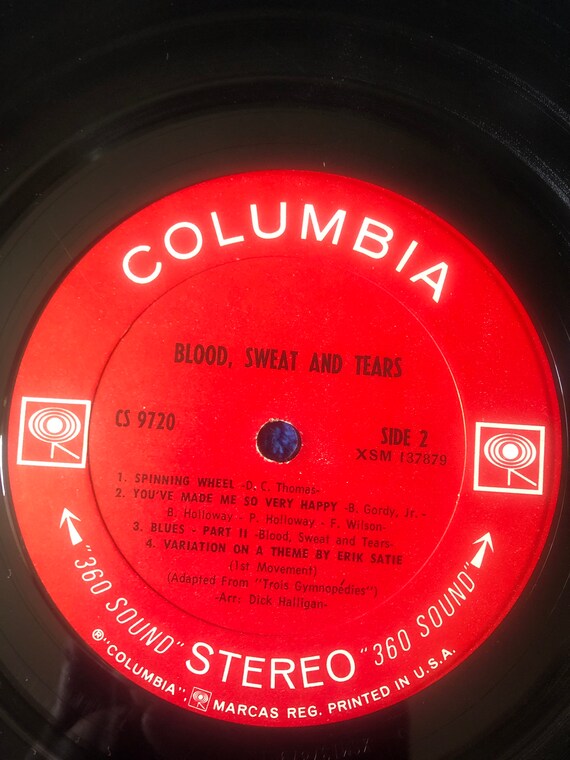 COLUMBIA
BLOOD, SWEAT AND TEARS
CS 9720
SIDE 2
XSM 137879
1. SPINNING WHEEL -D. C. Thomas-
2. YOU'VE MADE ME SO VERY HAPPY -B. Gordy, Jr. -
B. Holloway - P. Holloway - F. Wilson-
3. BLUES - PART II -Blood, Sweat and Tears-
4. VARIATION ON A THEME BY ERIK SATIE
(1st Movement)
(Adapted From "Trois Gymnopédies")
-Arr: Dick Halligan-
"360 SOUND" STEREO "360 SOUND"
®"COLUMBIA", MARCAS REG. PRINTED IN U.S.A.